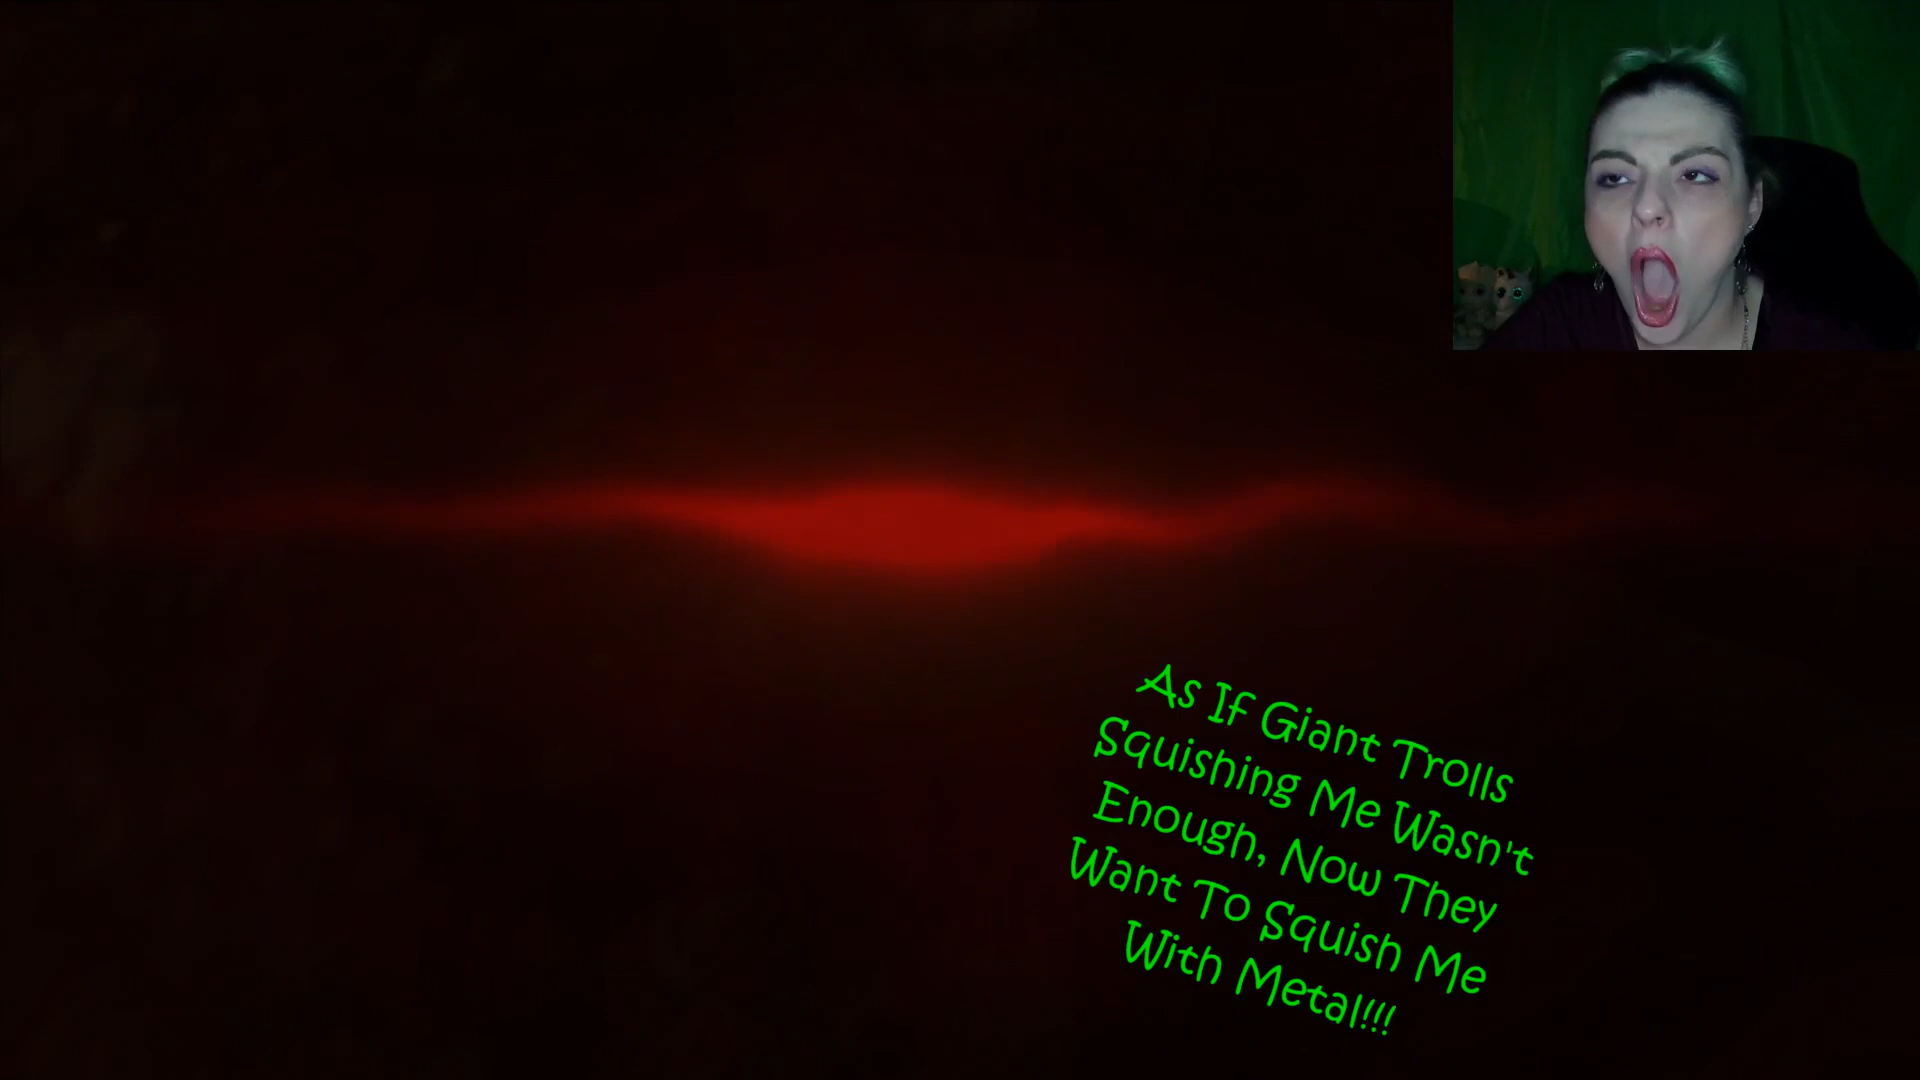 As If Giant Trolls
Squishing Me Wasn't
Enough, Now They
Want To Squish Me
With Metal!!!